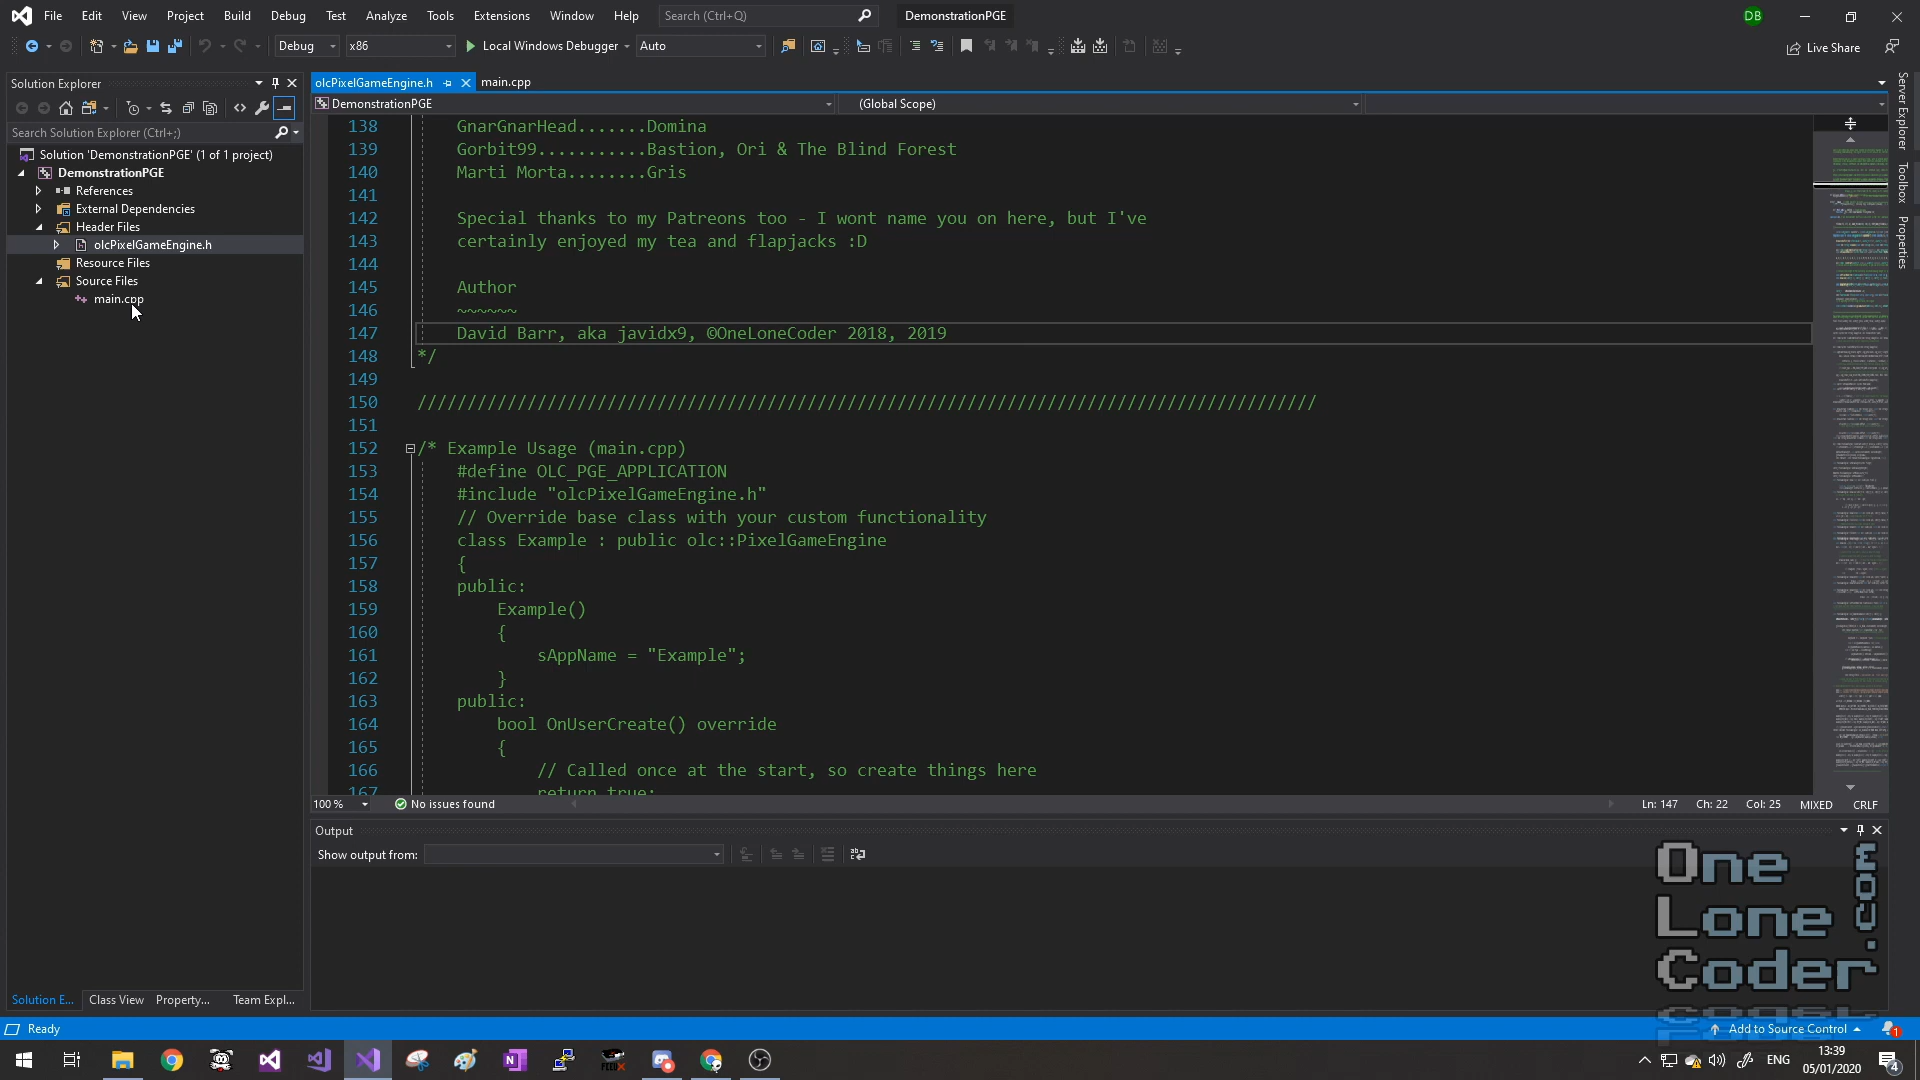 File Edit View Project Build Debug Test Analyze Tools Extensions Window Help Search (Ctrl+Q) DemonstrationPGE DB
Debug x86 Local Windows Debugger Auto Live Share
Solution Explorer
Search Solution Explorer (Ctrl+;)
Solution 'DemonstrationPGE' (1 of 1 project)
DemonstrationPGE
References
External Dependencies
Header Files
olcPixelGameEngine.h
Resource Files
Source Files
main.cpp
Solution E... Class View Property... Team Expl...
olcPixelGameEngine.h main.cpp
DemonstrationPGE (Global Scope)
138 GnarGnarHead.......Domina
139 Gorbit99...........Bastion, Ori & The Blind Forest
140 Marti Morta........Gris
141
142 Special thanks to my Patreons too - I wont name you on here, but I've
143 certainly enjoyed my tea and flapjacks :D
144
145 Author
146 ~~~~~~
147 David Barr, aka javidx9, ©OneLoneCoder 2018, 2019
148 */
149
150 //////////////////////////////////////////////////////////////////////////////////////////
151
152 /* Example Usage (main.cpp)
153 #define OLC_PGE_APPLICATION
154 #include "olcPixelGameEngine.h"
155 // Override base class with your custom functionality
156 class Example : public olc::PixelGameEngine
157 {
158 public:
159 Example()
160 {
161 sAppName = "Example";
162 }
163 public:
164 bool OnUserCreate() override
165 {
166 // Called once at the start, so create things here
167 return true;
100 % No issues found Ln: 147 Ch: 22 Col: 25 MIXED CRLF
Output
Show output from:
Server Explorer
Toolbox
Properties
One
Lone
Coder
.com
Ready Add to Source Control 1
ENG 13:39
05/01/2020 4